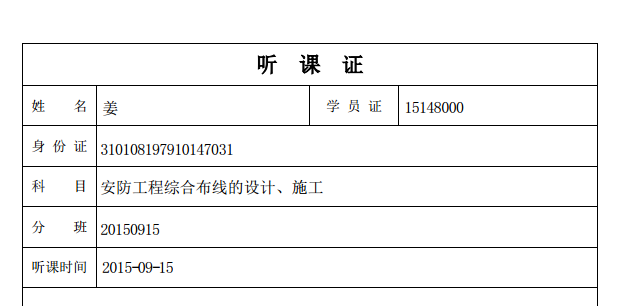 听 课 证
姓 名 姜 学 员 证 15148000
身 份 证 310108197910147031
科 目 安防工程综合布线的设计、施工
分 班 20150915
听课时间 2015-09-15